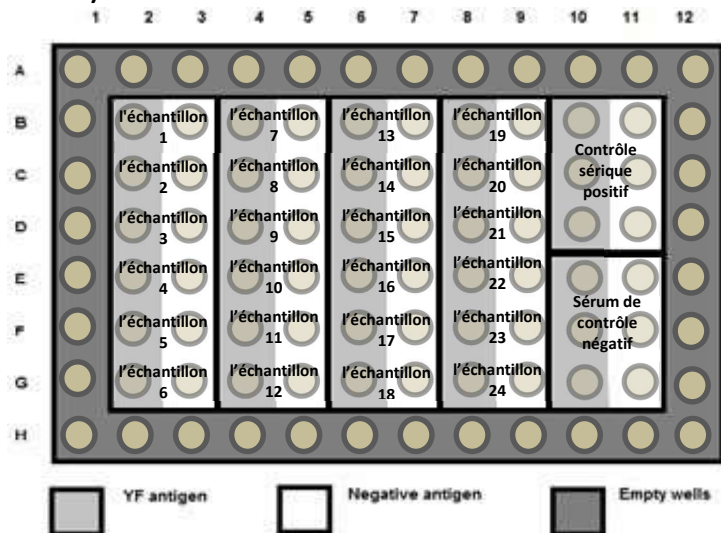 1 2 3 4 5 6 7 8 9 10 11 12
A
B
C
D
E
F
G
H
l'échantillon
1
l'échantillon
7
l'échantillon
13
l'échantillon
19
l'échantillon
2
l'échantillon
8
l'échantillon
14
l'échantillon
20
l'échantillon
3
l'échantillon
9
l'échantillon
15
l'échantillon
21
l'échantillon
4
l'échantillon
10
l'échantillon
16
l'échantillon
22
l'échantillon
5
l'échantillon
11
l'échantillon
17
l'échantillon
23
l'échantillon
6
l'échantillon
12
l'échantillon
18
l'échantillon
24
Contrôle
sérique
positif
Sérum de
contrôle
négatif
YF antigen
Negative antigen
Empty wells